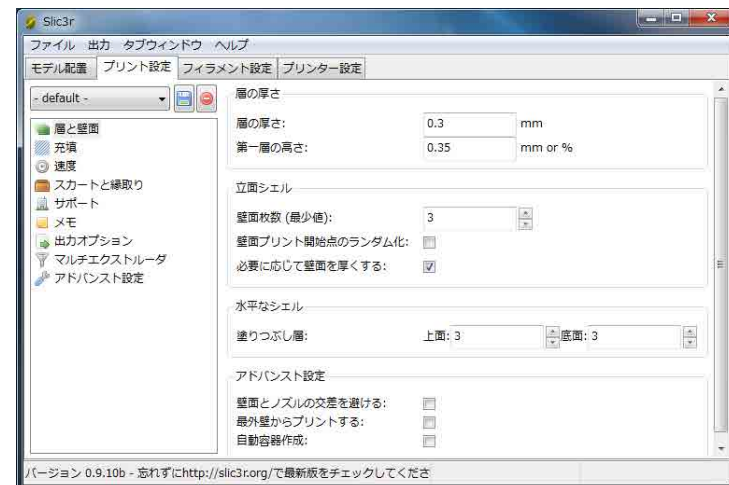 Slic3r
ファイル 出力 タブウィンドウ ヘルプ
モデル配置 プリント設定 フィラメント設定 プリンター設定
- default -
層と壁面
充填
速度
スカートと縁取り
サポート
メモ
出力オプション
マルチエクストルーダ
アドバンスト設定
層の厚さ
層の厚さ: 0.3 mm
第一層の高さ: 0.35 mm or %
立面シェル
壁面枚数 (最少値): 3
壁面プリント開始点のランダム化:
必要に応じて壁面を厚くする:
水平なシェル
塗りつぶし層: 上面: 3 底面: 3
アドバンスト設定
壁面とノズルの交差を避ける:
最外壁からプリントする:
自動容器作成:
バージョン 0.9.10b - 忘れずにhttp://slic3r.org/で最新版をチェックしてくださ